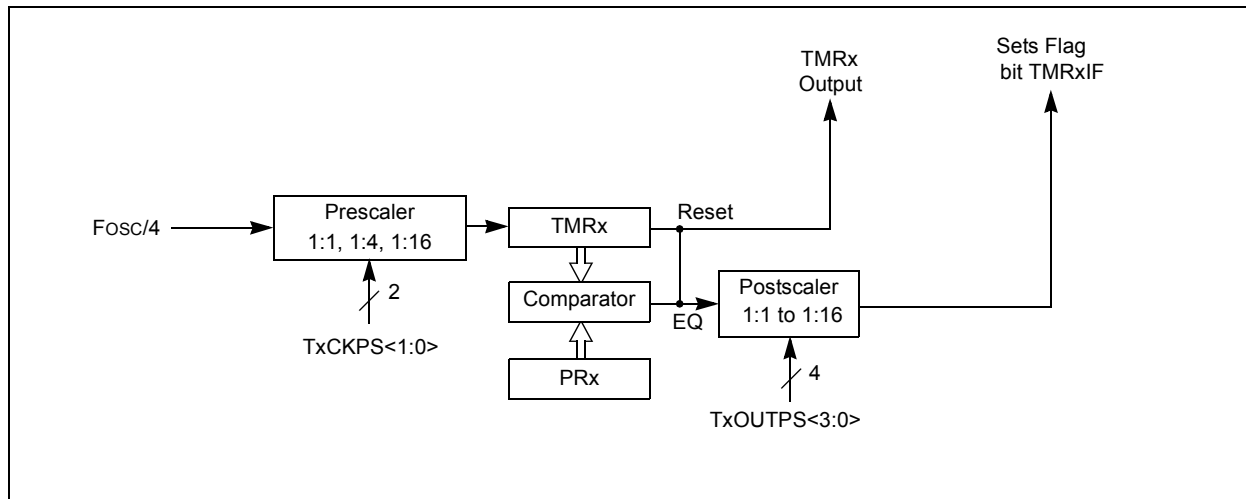 TMRx
Output
Sets Flag
bit TMRxIF
Fosc/4
Prescaler
1:1, 1:4, 1:16
2
TxCKPS<1:0>
TMRx
Reset
Comparator
EQ
PRx
Postscaler
1:1 to 1:16
4
TxOUTPS<3:0>